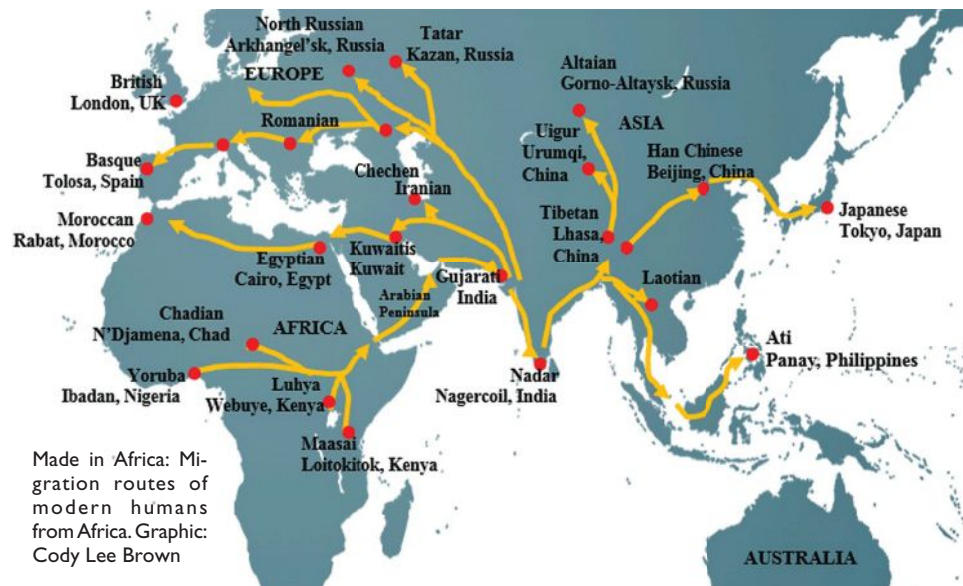 North Russian
Arkhangel'sk, Russia
Tatar
Kazan, Russia
EUROPE
British
London, UK
Romanian
Basque
Tolosa, Spain
Chechen
Iranian
Moroccan
Rabat, Morocco
Egyptian
Cairo, Egypt
Kuwaitis
Kuwait
Arabian
Peninsula
Gujarati
India
Altaian
Gorno-Altaysk, Russia
Uigur
Urumqi,
China
ASIA
Han Chinese
Beijing, China
Tibetan
Lhasa,
China
Japanese
Tokyo, Japan
Laotian
Chadian
N'Djamena, Chad
AFRICA
Yoruba
Ibadan, Nigeria
Luhya
Webuye, Kenya
Maasai
Loitokitok, Kenya
Nadar
Nagercoil, India
Ati
Panay, Philippines
Made in Africa: Mi-
gration routes of
modern humans
from Africa. Graphic:
Cody Lee Brown
AUSTRALIA